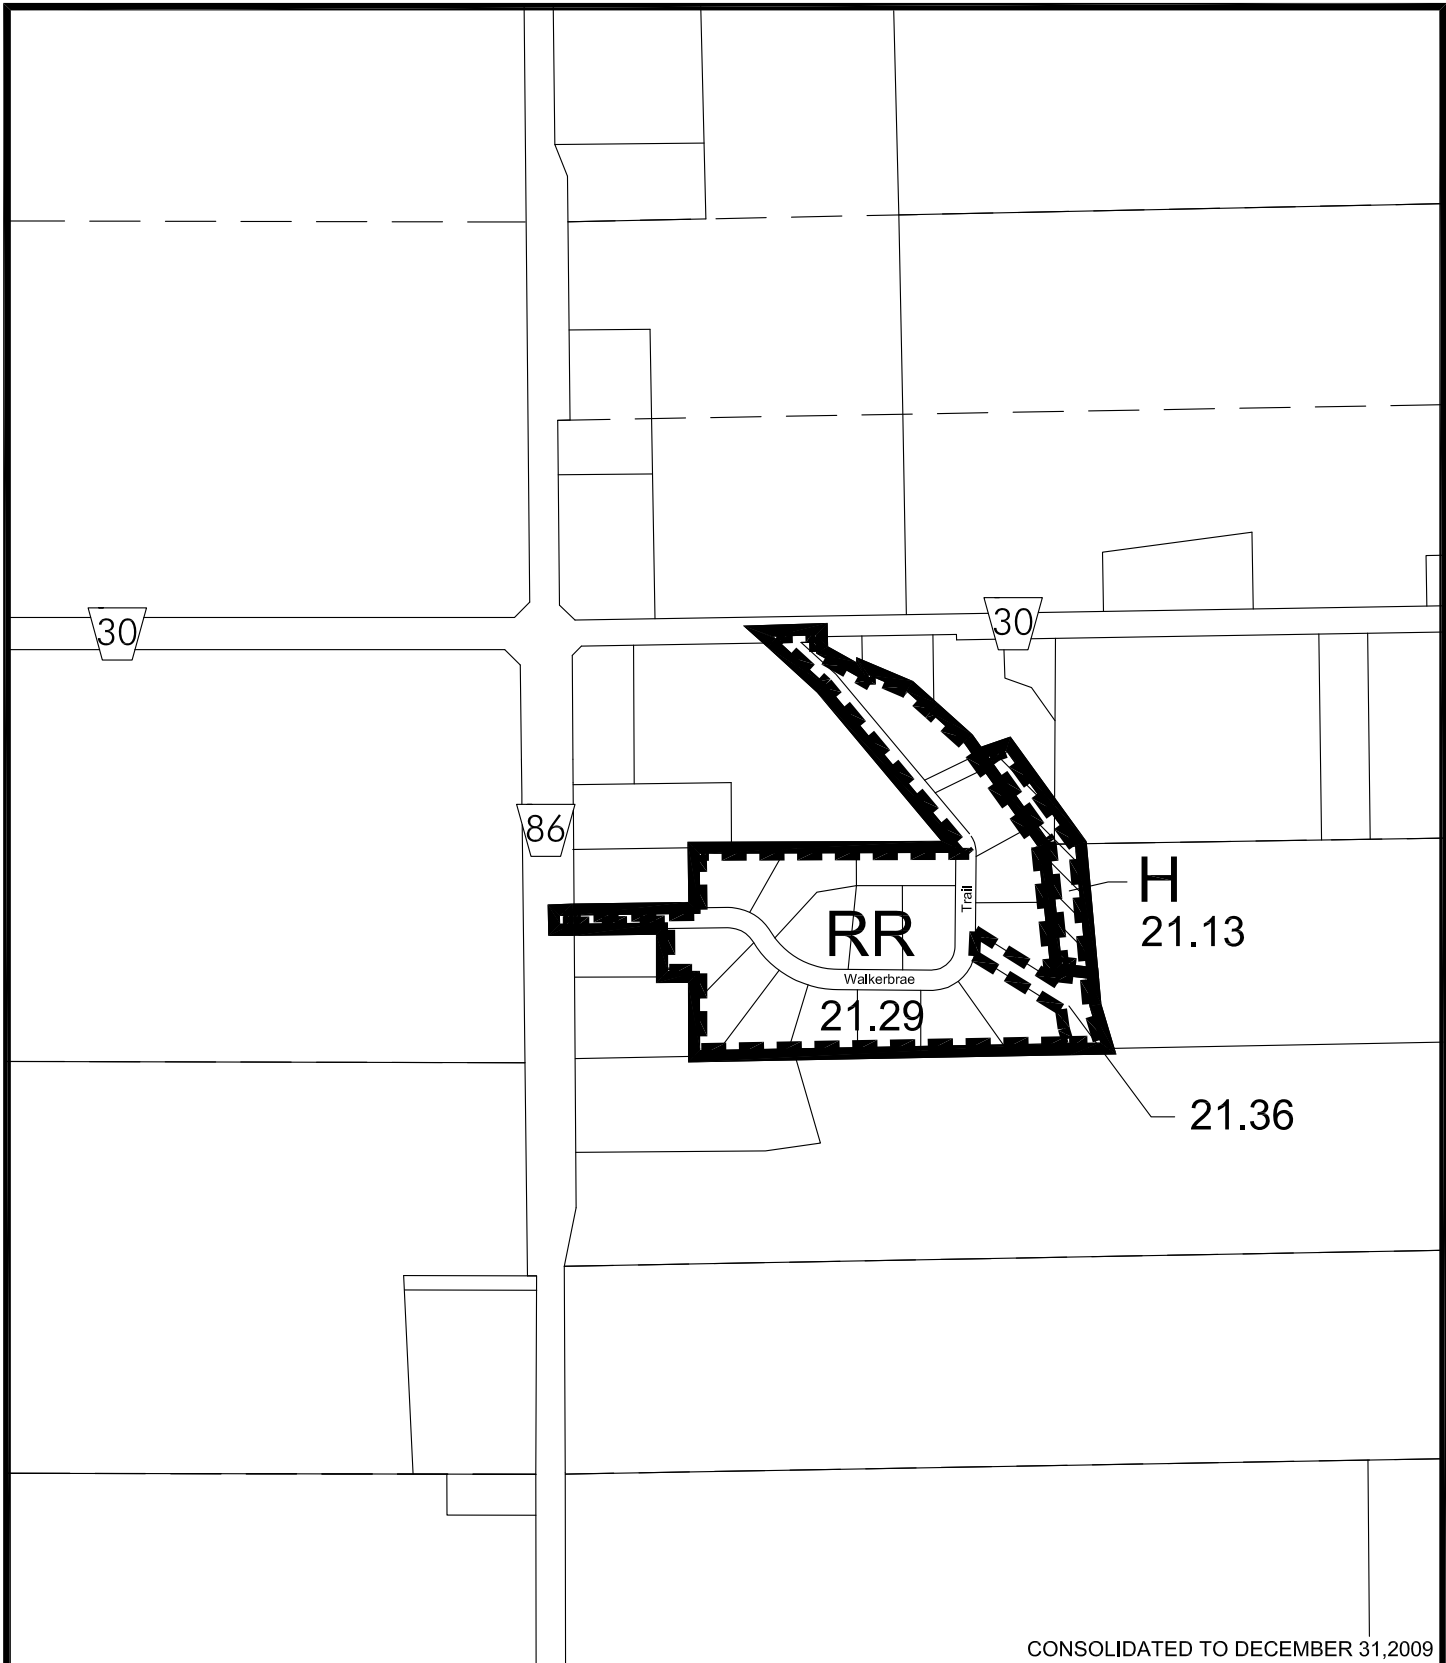 30
30
86
H
21.13
Trail
RR
Walkerbrae
21.29
21.36
CONSOLIDATED TO DECEMBER 31,2009